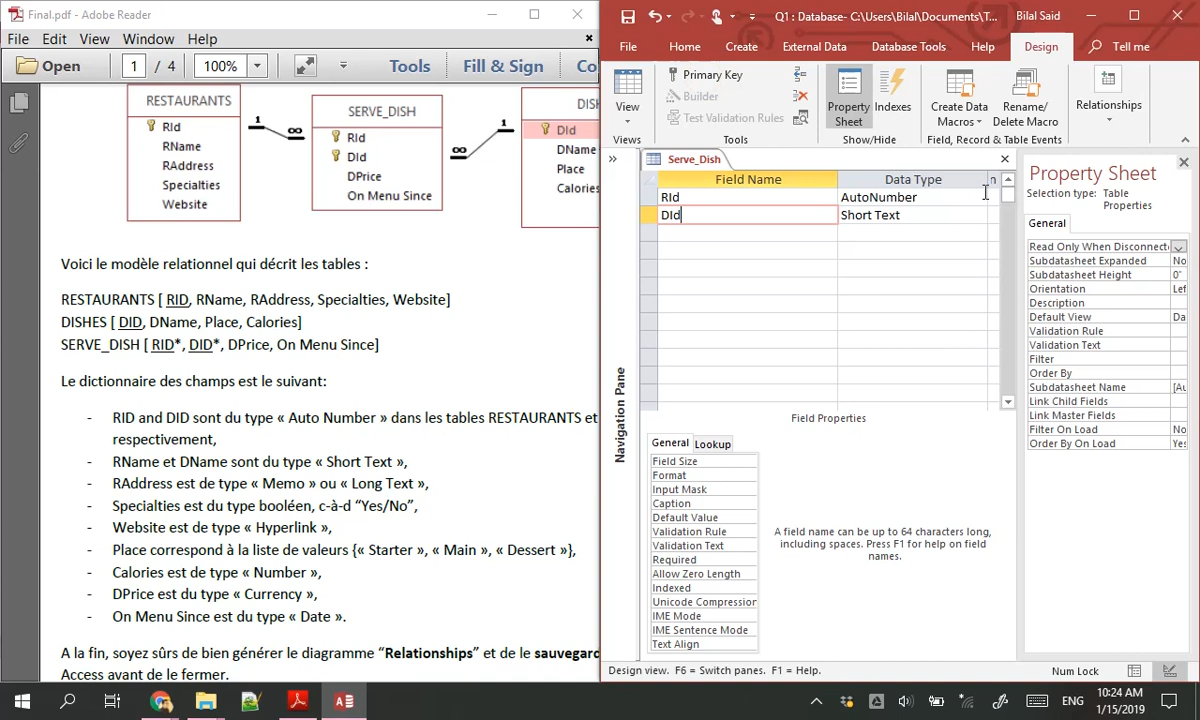 Final.pdf - Adobe Reader
File Edit View Window Help
Open 1 / 4 100% Tools Fill & Sign
RESTAURANTS
RId
RName
RAddress
Specialties
Website
1 ∞
SERVE_DISH
RId
DId
DPrice
On Menu Since
∞ 1
DId
DName
Place
Voici le modèle relationnel qui décrit les tables :
RESTAURANTS [ RID, RName, RAddress, Specialties, Website]
DISHES [ DID, DName, Place, Calories]
SERVE_DISH [ RID*, DID*, DPrice, On Menu Since]
Le dictionnaire des champs est le suivant:
- RID and DID sont du type « Auto Number » dans les tables RESTAURANTS et
respectivement,
- RName et DName sont du type « Short Text »,
- RAddress est de type « Memo » ou « Long Text »,
- Specialties est du type booléen, c-à-d “Yes/No”,
- Website est de type « Hyperlink »,
- Place correspond à la liste de valeurs {« Starter », « Main », « Dessert »},
- Calories est de type « Number »,
- DPrice est du type « Currency »,
- On Menu Since est du type « Date ».
A la fin, soyez sûrs de bien générer le diagramme “Relationships” et de le sauvegard
Access avant de le fermer.
Q1 : Database- C:\Users\Bilal\Documents\T... Bilal Said
File Home Create External Data Database Tools Help Design Tell me
View
Views
Primary Key
Builder
Test Validation Rules
Tools
Property Sheet
Indexes
Show/Hide
Create Data Macros
Rename/ Delete Macro
Field, Record & Table Events
Relationships
Serve_Dish
Field Name Data Type n
RId AutoNumber
DId Short Text
Navigation Pane
Field Properties
General Lookup
Field Size
Format
Input Mask
Caption
Default Value
Validation Rule
Validation Text
Required
Allow Zero Length
Indexed
Unicode Compression
IME Mode
IME Sentence Mode
Text Align
A field name can be up to 64 characters long,
including spaces. Press F1 for help on field
names.
Property Sheet
Selection type: Table Properties
General
Read Only When Disconnecte
Subdatasheet Expanded No
Subdatasheet Height 0"
Orientation Lef
Description
Default View Da
Validation Rule
Validation Text
Filter
Order By
Subdatasheet Name [Au
Link Child Fields
Link Master Fields
Filter On Load No
Order By On Load Yes
Design view. F6 = Switch panes. F1 = Help. Num Lock
ENG 10:24 AM
1/15/2019